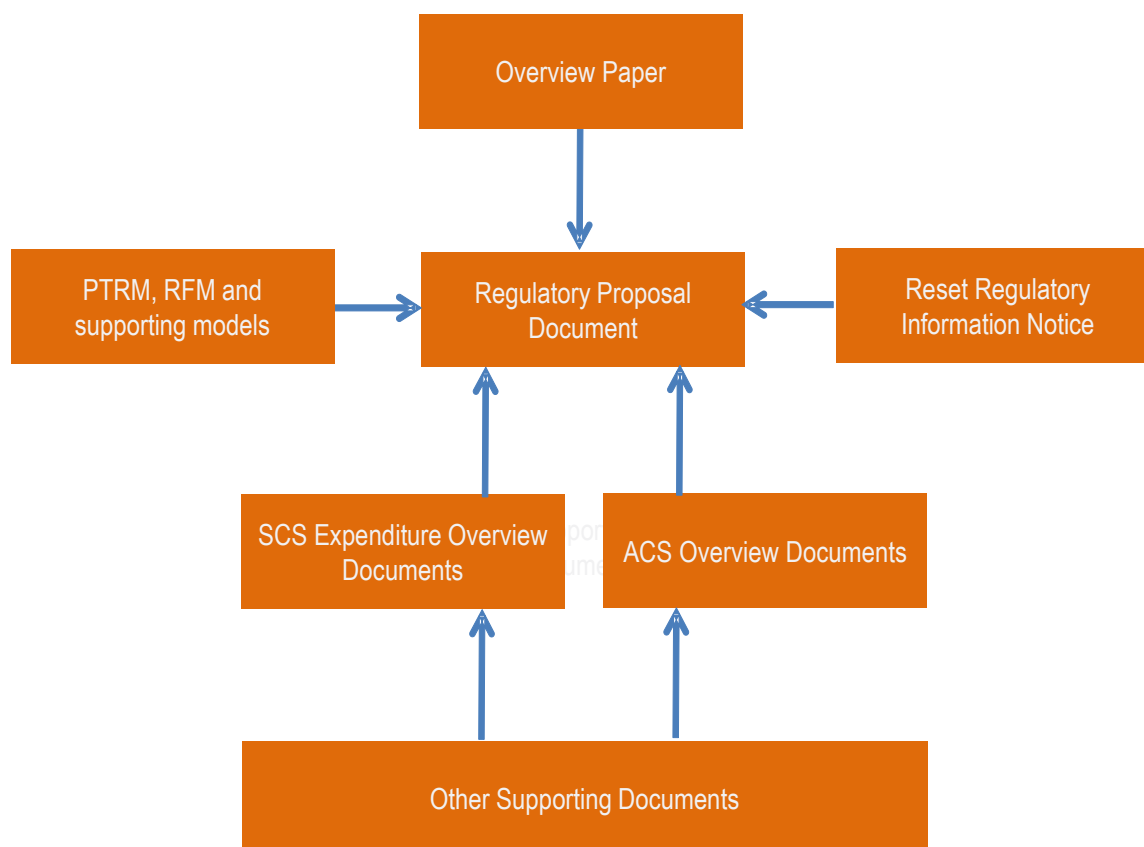 Overview Paper
PTRM, RFM and
supporting models
Regulatory Proposal
Document
Reset Regulatory
Information Notice
SCS Expenditure Overview
Documents
ACS Overview Documents
Other Supporting Documents